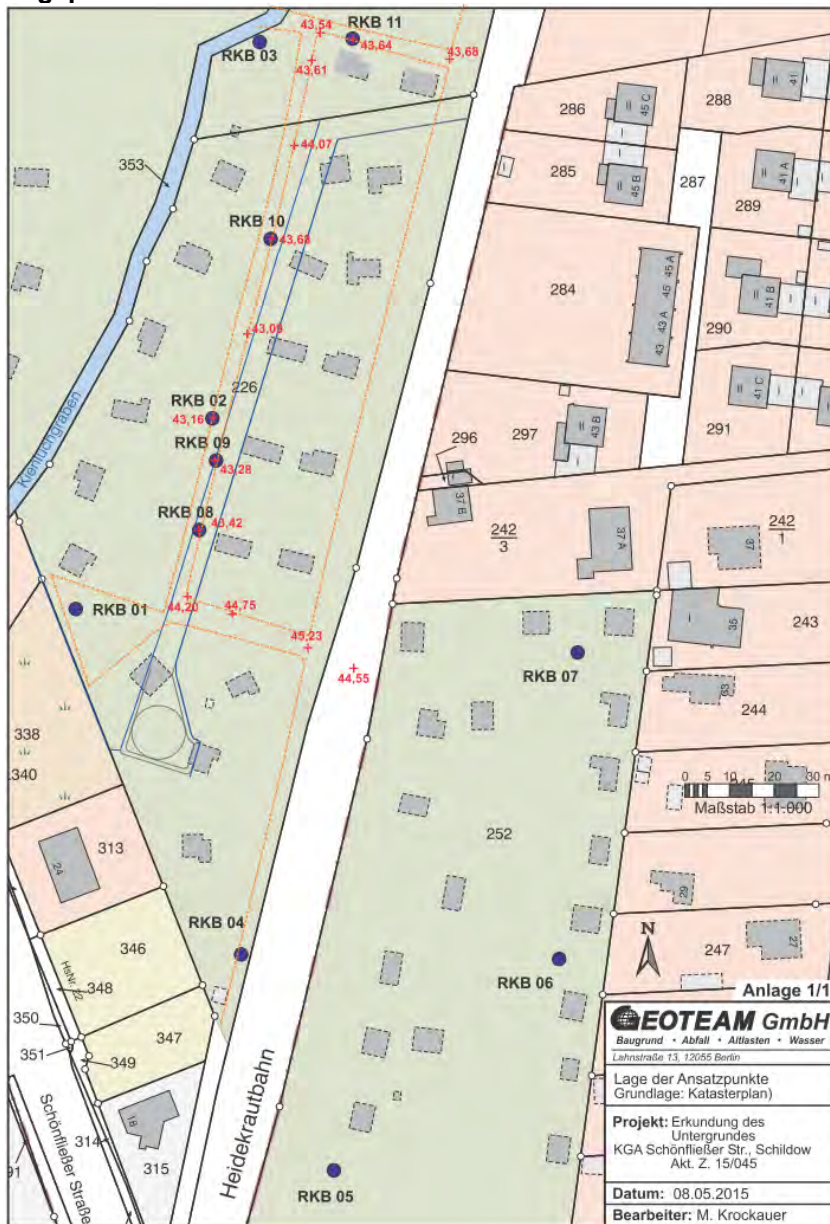 RKB 11
43,54
43,64
43,68
RKB 03
43,61
286
45 C
288
41
353
44,07
285
45 B
287
41 A
289
RKB 10
43,68
284
45 A
45
43 A
43
41 B
290
43,09
226
RKB 02
43,16
RKB 09
43,28
296
297
43 B
41 C
291
Kienluchgraben
37 B
RKB 08
43,42
242
3
37 A
242
1
37
RKB 01
44,20
44,75
45,23
44,55
35
243
RKB 07
244
338
340
0 5 10 20 30 m
Maßstab 1:1.000
252
313
24
29
RKB 04
N
346
HsNr. 22
348
RKB 06
247
27
350
351
349
347
Anlage 1/1
GEOTEAM GmbH
Baugrund • Abfall • Altlasten • Wasser
Lahnstraße 13, 12055 Berlin
Lage der Ansatzpunkte
Grundlage: Katasterplan)
Schönfließer Straße
314
18
315
Heidekrautbahn
RKB 05
Projekt: Erkundung des
Untergrundes
KGA Schönfließer Str., Schildow
Akt. Z. 15/045
Datum: 08.05.2015
Bearbeiter: M. Krockauer